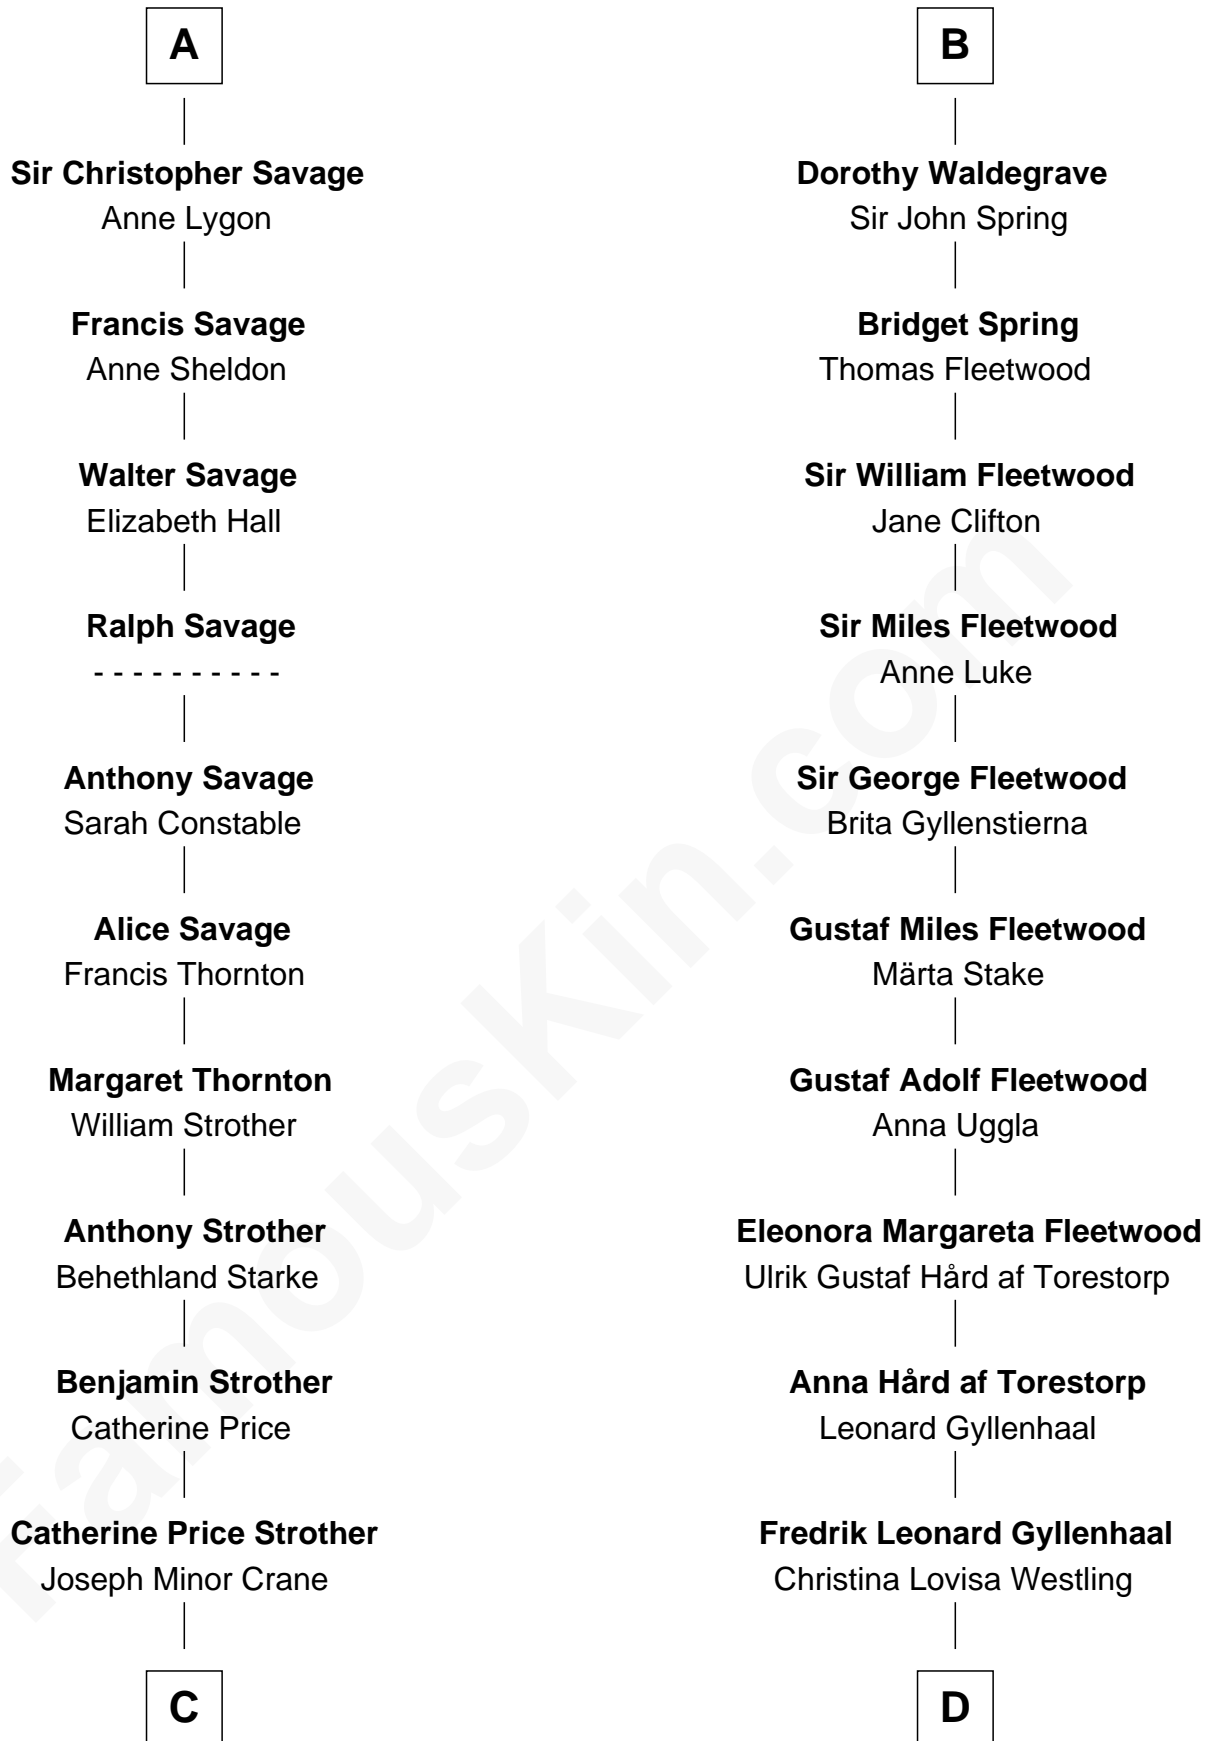 A
Sir Christopher Savage
Anne Lygon
Francis Savage
Anne Sheldon
Walter Savage
Elizabeth Hall
Ralph Savage
- - - - - - - - - -
Anthony Savage
Sarah Constable
Alice Savage
Francis Thornton
Margaret Thornton
William Strother
Anthony Strother
Behethland Starke
Benjamin Strother
Catherine Price
Catherine Price Strother
Joseph Minor Crane
C
B
Dorothy Waldegrave
Sir John Spring
Bridget Spring
Thomas Fleetwood
Sir William Fleetwood
Jane Clifton
Sir Miles Fleetwood
Anne Luke
Sir George Fleetwood
Brita Gyllenstierna
Gustaf Miles Fleetwood
Märta Stake
Gustaf Adolf Fleetwood
Anna Uggla
Eleonora Margareta Fleetwood
Ulrik Gustaf Hård af Torestorp
Anna Hård af Torestorp
Leonard Gyllenhaal
Fredrik Leonard Gyllenhaal
Christina Lovisa Westling
D
FamousKin.com